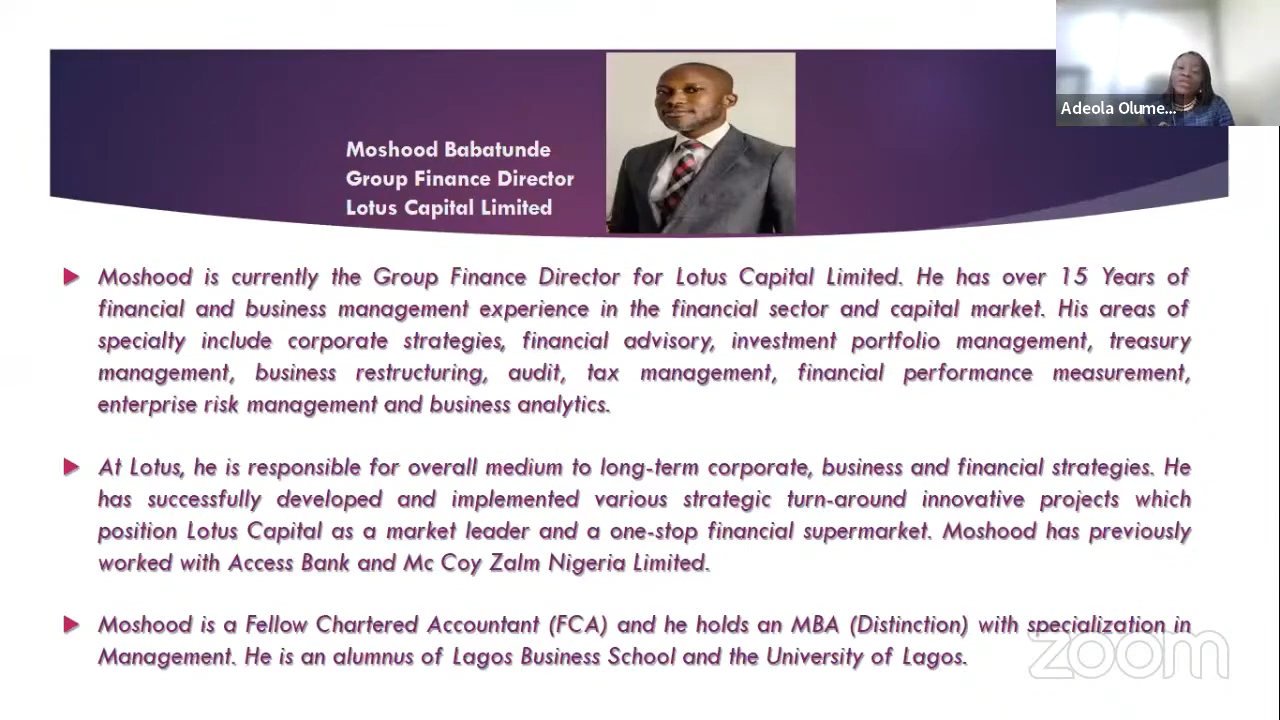 Adeola Olume...
Moshood Babatunde
Group Finance Director
Lotus Capital Limited
Moshood is currently the Group Finance Director for Lotus Capital Limited. He has over 15 Years of
financial and business management experience in the financial sector and capital market. His areas of
specialty include corporate strategies, financial advisory, investment portfolio management, treasury
management, business restructuring, audit, tax management, financial performance measurement,
enterprise risk management and business analytics.
At Lotus, he is responsible for overall medium to long-term corporate, business and financial strategies. He
has successfully developed and implemented various strategic turn-around innovative projects which
position Lotus Capital as a market leader and a one-stop financial supermarket. Moshood has previously
worked with Access Bank and Mc Coy Zalm Nigeria Limited.
Moshood is a Fellow Chartered Accountant (FCA) and he holds an MBA (Distinction) with specialization in
Management. He is an alumnus of Lagos Business School and the University of Lagos.
zoom